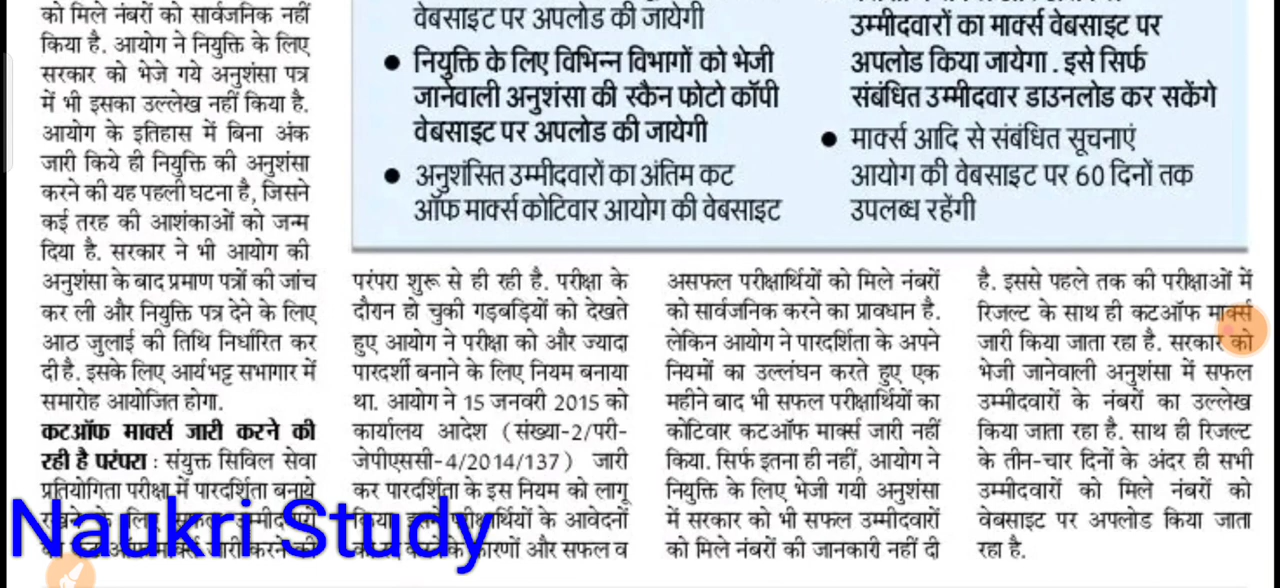 को मिले नंबरों को सार्वजनिक नहीं
किया है. आयोग ने नियुक्ति के लिए
सरकार को भेजे गये अनुशंसा पत्र
में भी इसका उल्लेख नहीं किया है.
आयोग के इतिहास में बिना अंक
जारी किये ही नियुक्ति की अनुशंसा
करने की यह पहली घटना है, जिसने
कई तरह की आशंकाओं को जन्म
दिया है. सरकार ने भी आयोग की
अनुशंसा के बाद प्रमाण पत्रों की जांच
कर ली और नियुक्ति पत्र देने के लिए
आठ जुलाई की तिथि निर्धारित कर
दी है. इसके लिए आर्यभट्ट सभागार में
समारोह आयोजित होगा.
कटऑफ मार्क्स जारी करने की
रही है परंपरा : संयुक्त सिविल सेवा
प्रतियोगिता परीक्षा में पारदर्शिता बनाये
वेबसाइट पर अपलोड की जायेगी
● नियुक्ति के लिए विभिन्न विभागों को भेजी
जानेवाली अनुशंसा की स्कैन फोटो कॉपी
वेबसाइट पर अपलोड की जायेगी
● अनुशंसित उम्मीदवारों का अंतिम कट
ऑफ मार्क्स कोटिवार आयोग की वेबसाइट
उम्मीदवारों का मार्क्स वेबसाइट पर
अपलोड किया जायेगा . इसे सिर्फ
संबंधित उम्मीदवार डाउनलोड कर सकेंगे
● मार्क्स आदि से संबंधित सूचनाएं
आयोग की वेबसाइट पर 60 दिनों तक
उपलब्ध रहेंगी
परंपरा शुरू से ही रही है. परीक्षा के
दौरान हो चुकी गड़बड़ियों को देखते
हुए आयोग ने परीक्षा को और ज्यादा
पारदर्शी बनाने के लिए नियम बनाया
था. आयोग ने 15 जनवरी 2015 को
कार्यालय आदेश (संख्या-2/परी-
जेपीएससी-4/2014/137) जारी
कर पारदर्शिता के इस नियम को लागू
परीक्षार्थियों के आवेदनों
कारणों और सफल व
असफल परीक्षार्थियों को मिले नंबरों
को सार्वजनिक करने का प्रावधान है.
लेकिन आयोग ने पारदर्शिता के अपने
नियमों का उल्लंघन करते हुए एक
महीने बाद भी सफल परीक्षार्थियों का
कोटिवार कटऑफ मार्क्स जारी नहीं
किया. सिर्फ इतना ही नहीं, आयोग ने
नियुक्ति के लिए भेजी गयी अनुशंसा
में सरकार को भी सफल उम्मीदवारों
को मिले नंबरों की जानकारी नहीं दी
है. इससे पहले तक की परीक्षाओं में
रिजल्ट के साथ ही कटऑफ मार्क्स
जारी किया जाता रहा है. सरकार को
भेजी जानेवाली अनुशंसा में सफल
उम्मीदवारों के नंबरों का उल्लेख
किया जाता रहा है. साथ ही रिजल्ट
के तीन-चार दिनों के अंदर ही सभी
उम्मीदवारों को मिले नंबरों को
वेबसाइट पर अपलोड किया जाता
रहा है.
Naukri Study